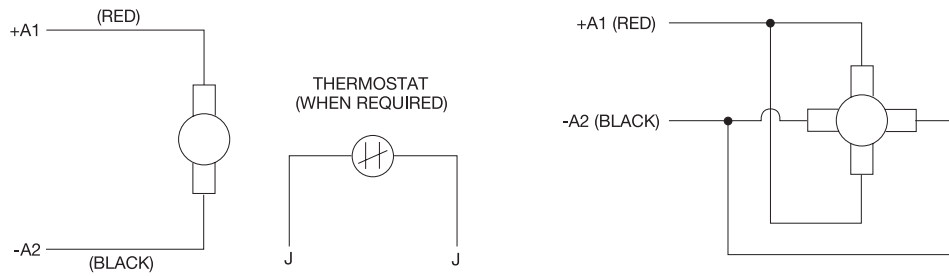 (RED)
+A1
THERMOSTAT
(WHEN REQUIRED)
-A2
(BLACK)
J
J
+A1 (RED)
-A2 (BLACK)